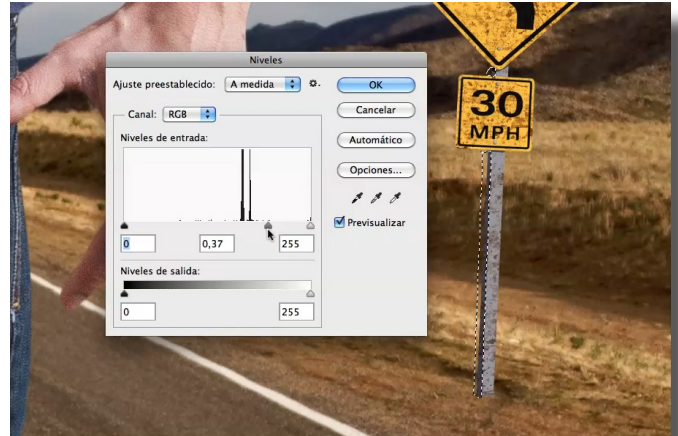 Niveles
Ajuste preestablecido: A medida
OK
Canal: RGB
Cancelar
Niveles de entrada:
Automático
Opciones...
Previsualizar
0 0,37 255
Niveles de salida:
0 255
30
MPH